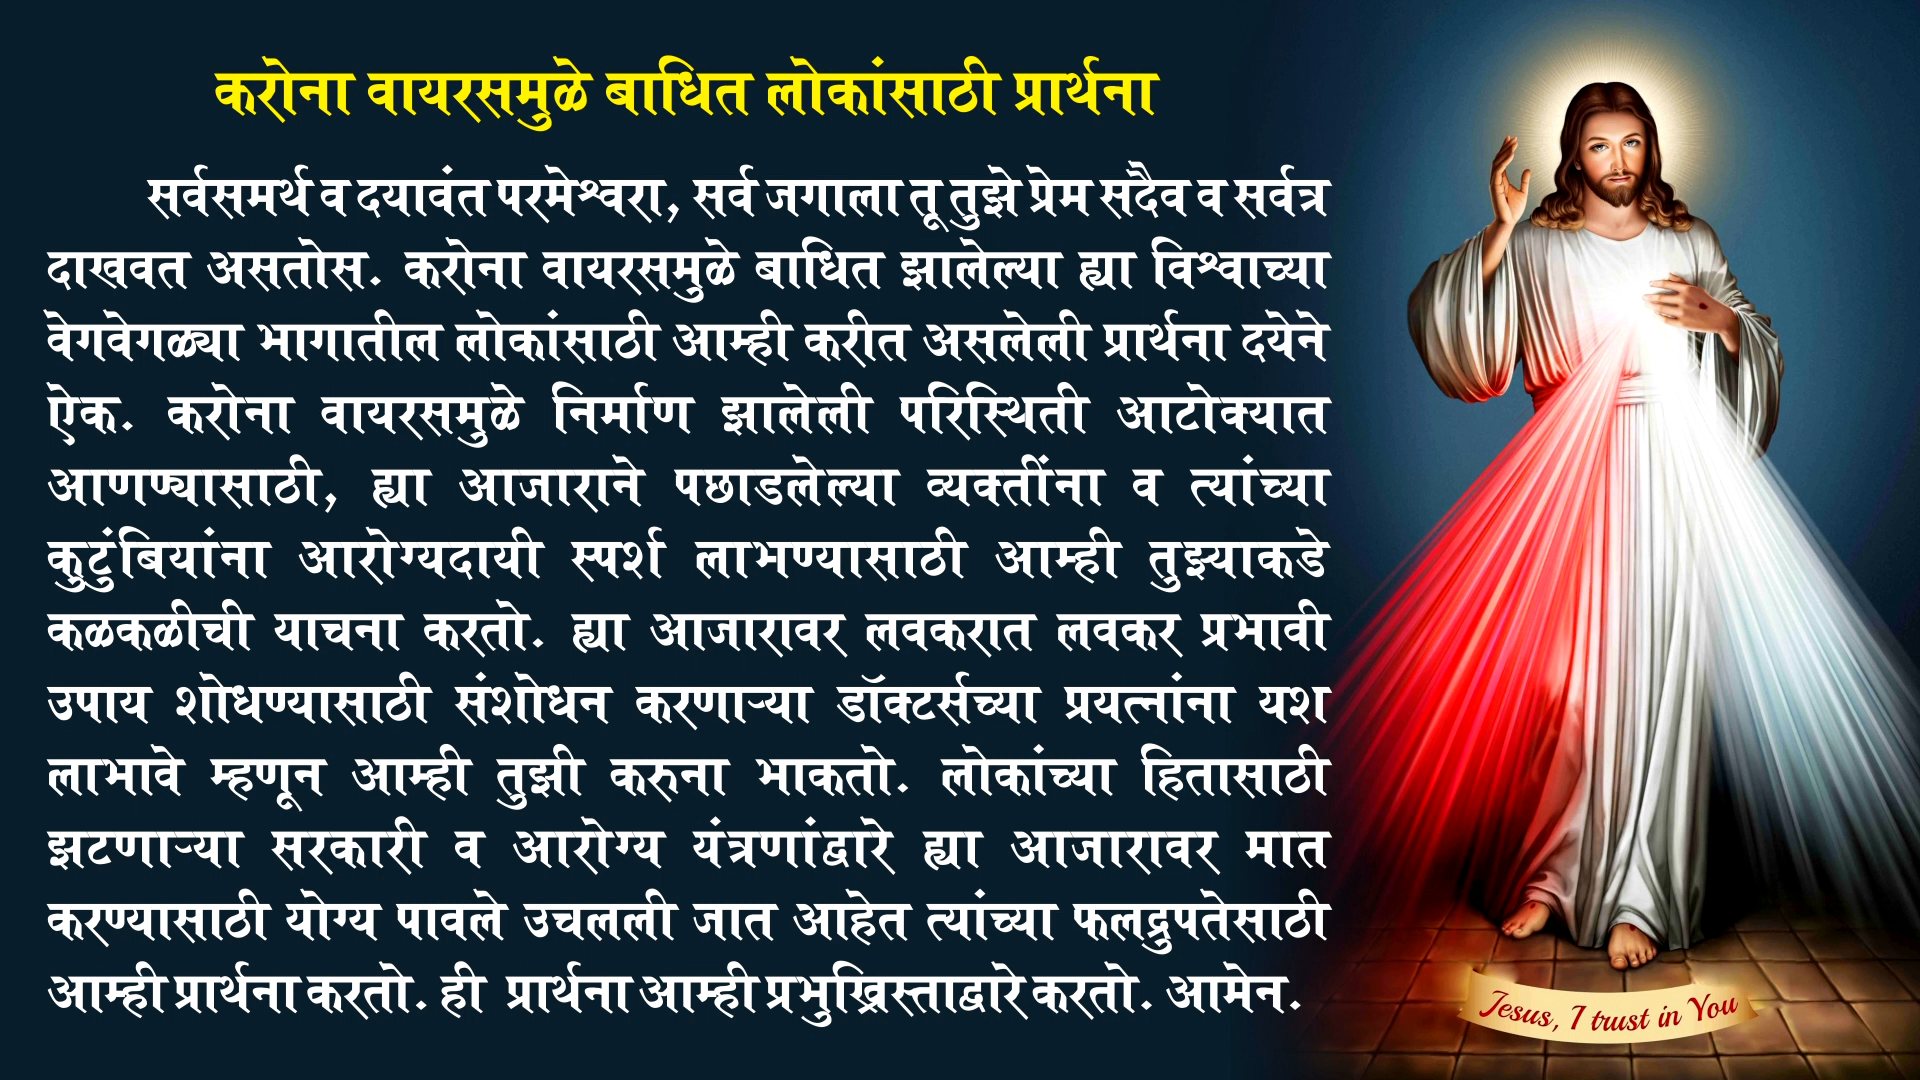 करोना वायरसमुळे बाधित लोकांसाठी प्रार्थना
सर्वसमर्थ व दयावंत परमेश्वरा, सर्व जगाला तू तुझे प्रेम सदैव व सर्वत्र
दाखवत असतोस. करोना वायरसमुळे बाधित झालेल्या ह्या विश्वाच्या
वेगवेगळ्या भागातील लोकांसाठी आम्ही करीत असलेली प्रार्थना दयेने
ऐक. करोना वायरसमुळे निर्माण झालेली परिस्थिती आटोक्यात
आणण्यासाठी, ह्या आजाराने पछाडलेल्या व्यक्तींना व त्यांच्या
कुटुंबियांना आरोग्यदायी स्पर्श लाभण्यासाठी आम्ही तुझ्याकडे
कळकळीची याचना करतो. ह्या आजारावर लवकरात लवकर प्रभावी
उपाय शोधण्यासाठी संशोधन करणाऱ्या डॉक्टर्सच्या प्रयत्नांना यश
लाभावे म्हणून आम्ही तुझी करुना भाकतो. लोकांच्या हितासाठी
झटणाऱ्या सरकारी व आरोग्य यंत्रणांद्वारे ह्या आजारावर मात
करण्यासाठी योग्य पावले उचलली जात आहेत त्यांच्या फलद्रुपतेसाठी
आम्ही प्रार्थना करतो. ही प्रार्थना आम्ही प्रभुख्रिस्ताद्वारे करतो. आमेन.
Jesus, I trust in You